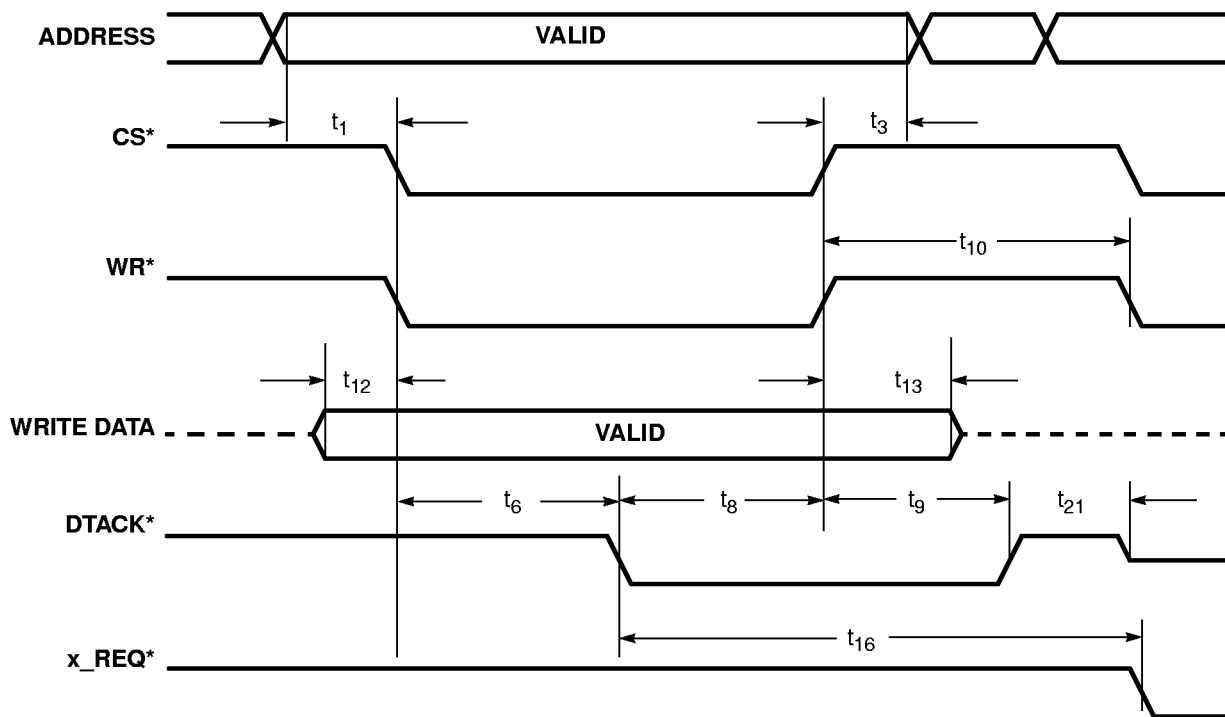 ADDRESS VALID
t1 t3
CS*
t10
WR*
t12 t13
WRITE DATA VALID
t6 t8 t9 t21
DTACK*
t16
x_REQ*